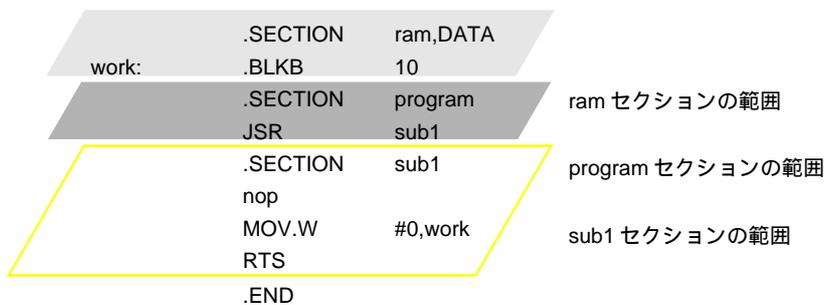 .SECTION ram,DATA
work: .BLKB 10
.SECTION program
JSR sub1
.SECTION sub1
nop
MOV.W #0,work
RTS
.END
ram セクションの範囲
program セクションの範囲
sub1 セクションの範囲